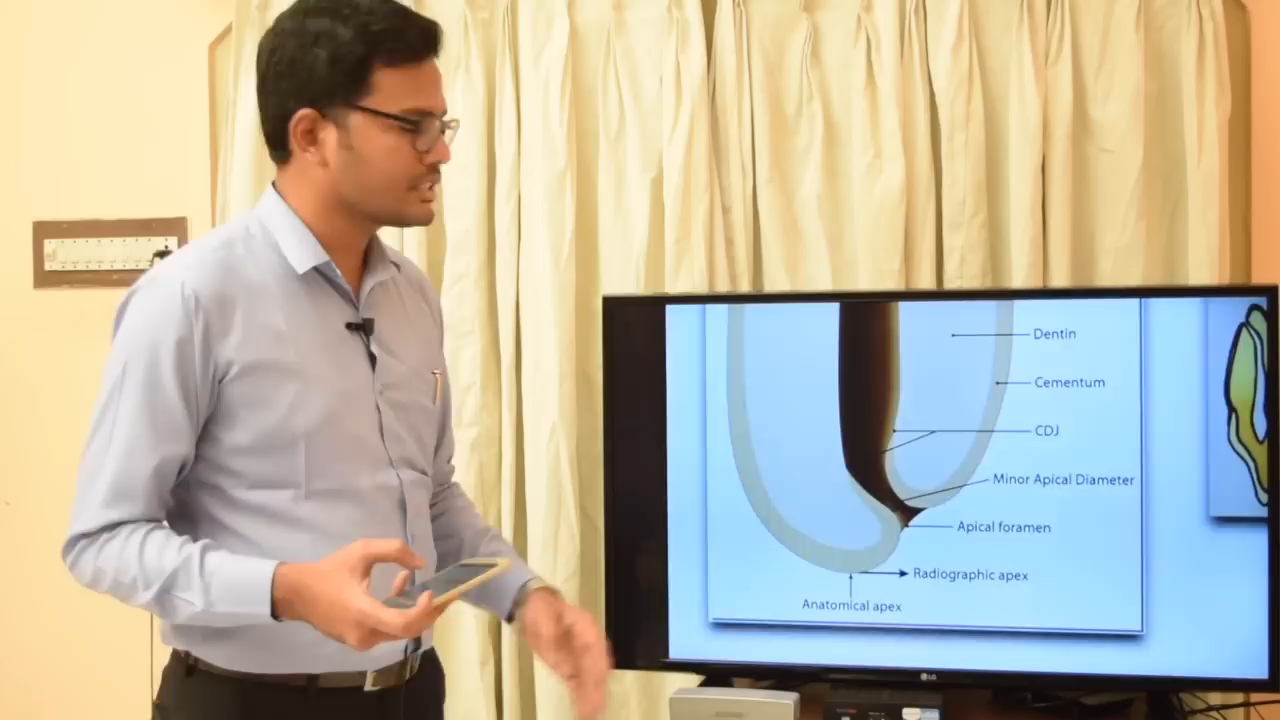 Dentin
Cementum
CDJ
Minor Apical Diameter
Apical foramen
Radiographic apex
Anatomical apex
LG